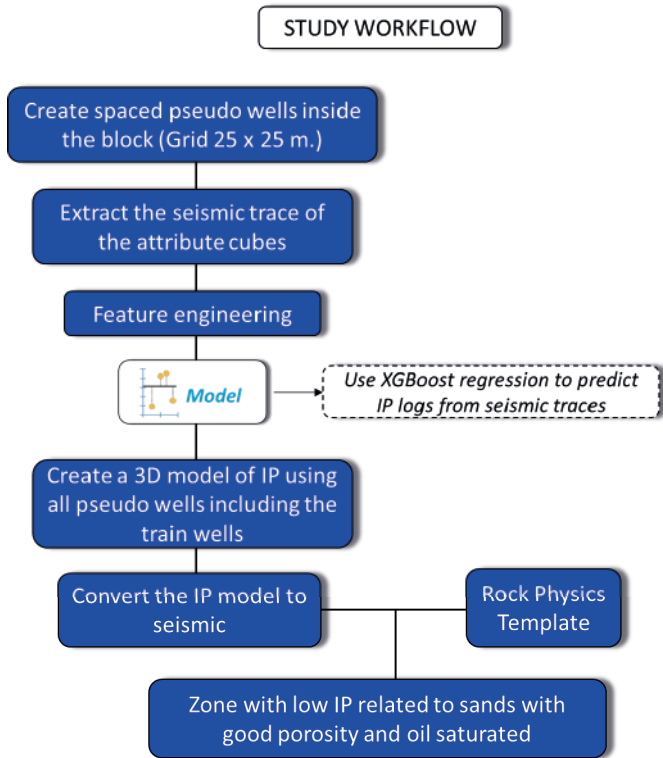 STUDY WORKFLOW
Create spaced pseudo wells inside
the block (Grid 25 x 25 m.)
Extract the seismic trace of
the attribute cubes
Feature engineering
Model
Use XGBoost regression to predict
IP logs from seismic traces
Create a 3D model of IP using
all pseudo wells including the
train wells
Convert the IP model to
seismic
Rock Physics
Template
Zone with low IP related to sands with
good porosity and oil saturated